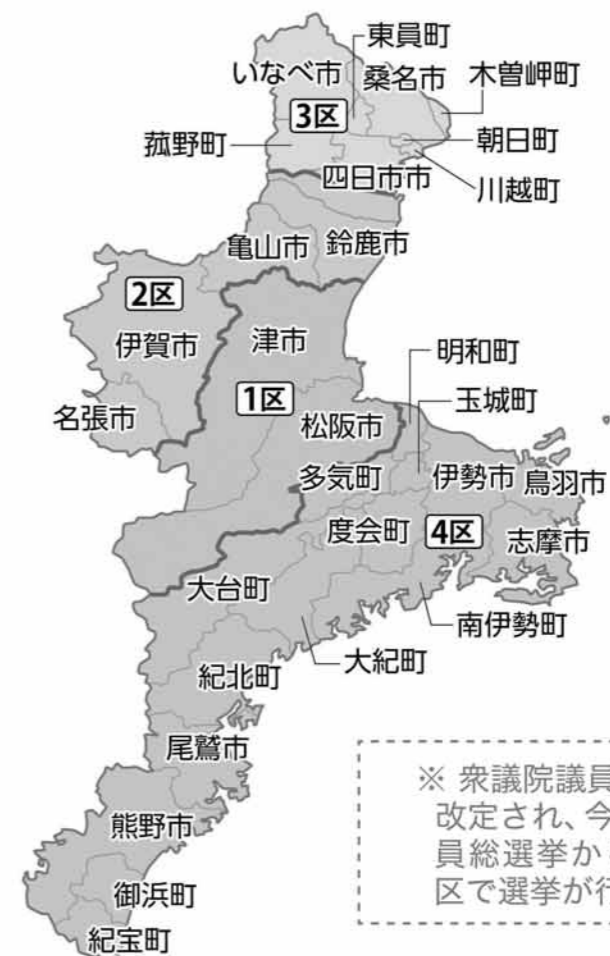 東員町
いなべ市
桑名市
木曽岬町
3区
菰野町
朝日町
四日市市
川越町
亀山市
鈴鹿市
2区
伊賀市
津市
明和町
1区
玉城町
名張市
松阪市
多気町
伊勢市
鳥羽市
度会町
4区
志摩市
大台町
南伊勢町
大紀町
紀北町
尾鷲市
熊野市
御浜町
紀宝町
※ 衆議院議員
改定され、今
員総選挙か
区で選挙が行